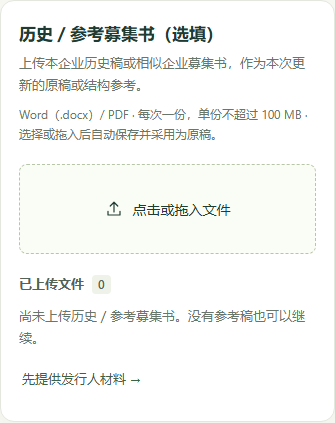 历史 / 参考募集书（选填）
上传本企业历史稿或相似企业募集书，作为本次更
新的原稿或结构参考。
Word（.docx）/ PDF · 每次一份，单份不超过 100 MB ·
选择或拖入后自动保存并采用为原稿。
点击或拖入文件
已上传文件 0
尚未上传历史 / 参考募集书。没有参考稿也可以继
续。
先提供发行人材料 →